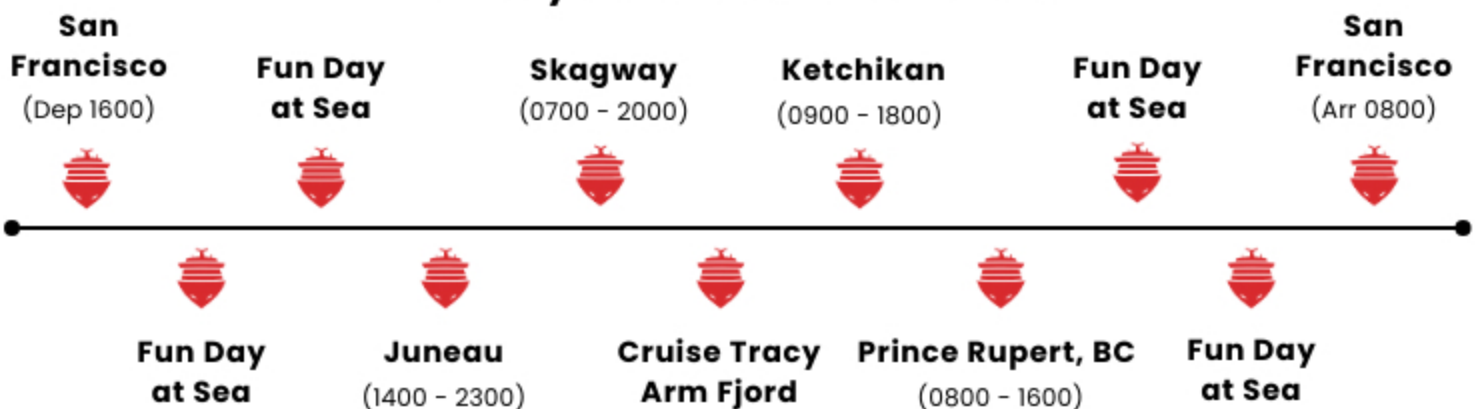 San
Francisco
(Dep 1600)
Fun Day
at Sea
Fun Day
at Sea
Juneau
(1400 - 2300)
Skagway
(0700 - 2000)
Cruise Tracy
Arm Fjord
Ketchikan
(0900 - 1800)
Prince Rupert, BC
(0800 - 1600)
Fun Day
at Sea
Fun Day
at Sea
San
Francisco
(Arr 0800)